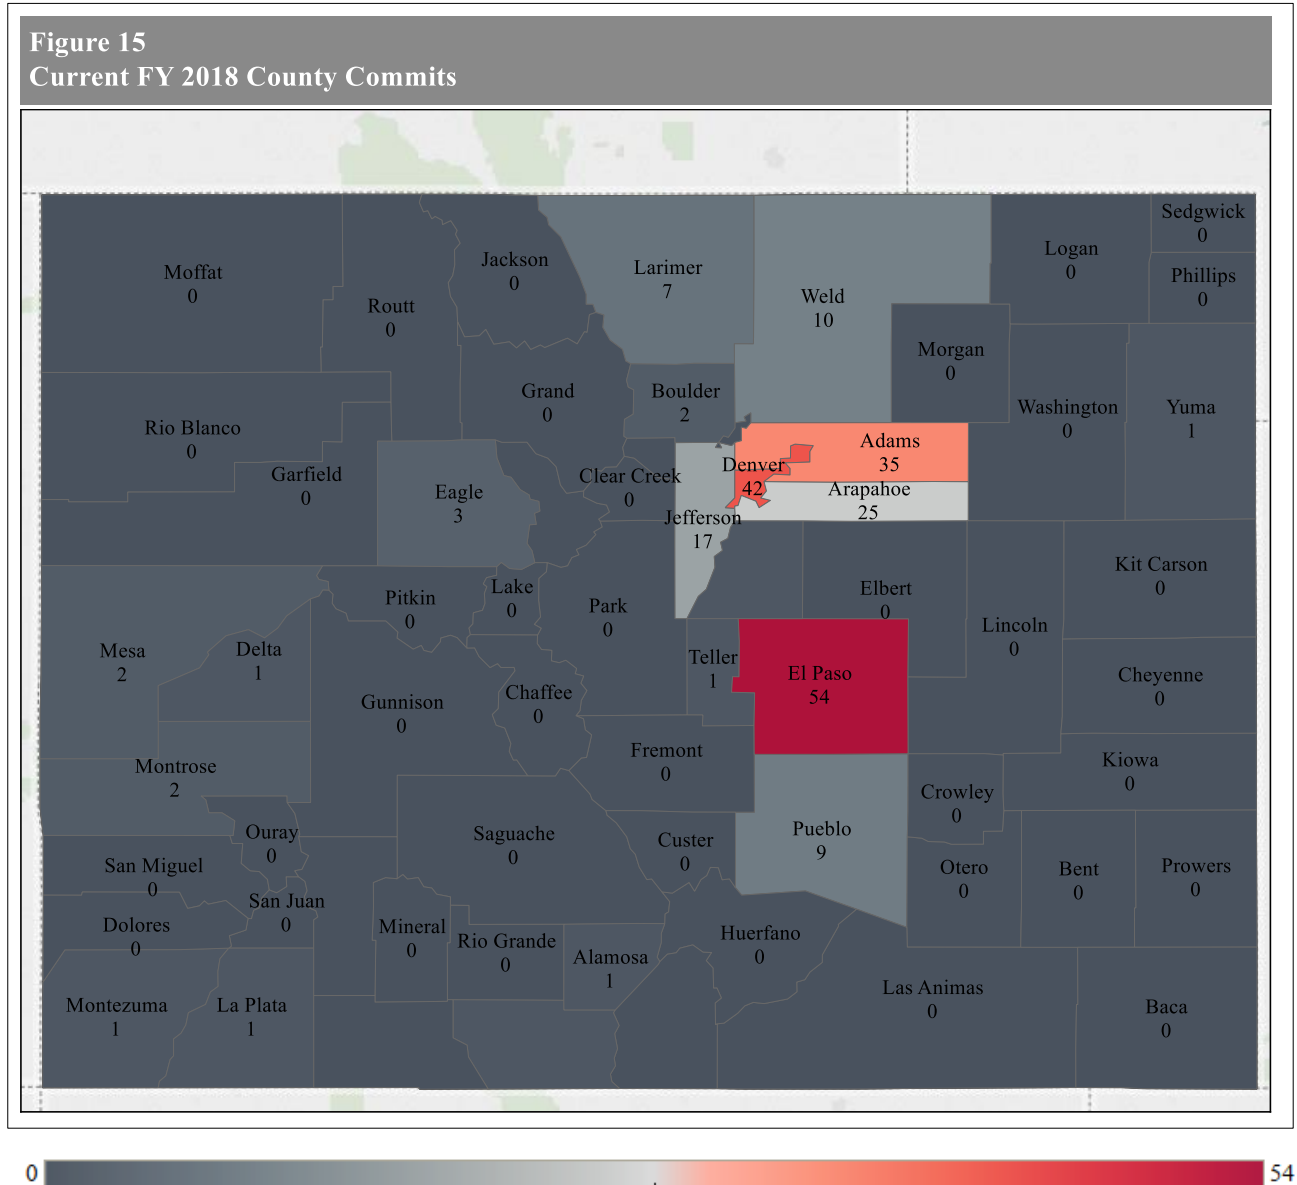 Figure 15
Current FY 2018 County Commits
Sedgwick
0
Logan
0
Jackson
0
Larimer
7
Moffat
0
Phillips
0
Weld
10
Routt
0
Morgan
0
Grand
0
Boulder
2
Washington
0
Yuma
1
Rio Blanco
0
Adams
35
Denver
42
Garfield
0
Clear Creek
0
Eagle
3
Arapahoe
25
Jefferson
17
Kit Carson
0
Lake
0
Elbert
0
Pitkin
0
Park
0
Lincoln
0
Mesa
2
Delta
1
Teller
1
El Paso
54
Cheyenne
0
Chaffee
0
Gunnison
0
Fremont
0
Kiowa
0
Montrose
2
Crowley
0
Pueblo
9
Ouray
0
Saguache
0
Custer
0
San Miguel
0
Otero
0
Bent
0
Prowers
0
San Juan
0
Dolores
0
Mineral
0
Rio Grande
0
Huerfano
0
Alamosa
1
Las Animas
0
Montezuma
1
La Plata
1
Baca
0
0
54